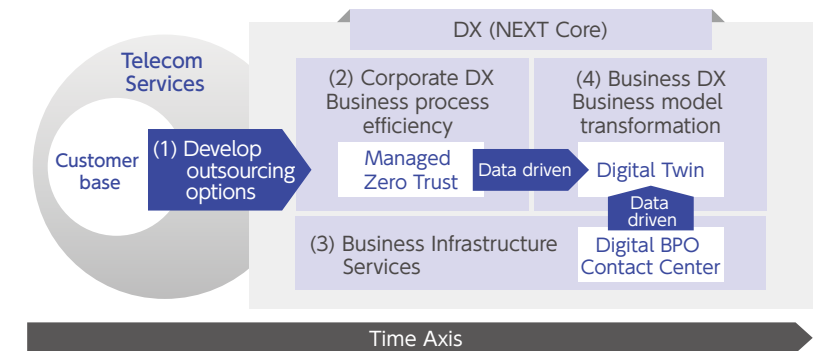 DX (NEXT Core)
Telecom
Services
Customer
base
(1) Develop
outsourcing
options
(2) Corporate DX
Business process
efficiency
Managed
Zero Trust
Data driven
(4) Business DX
Business model
transformation
Digital Twin
Data
driven
(3) Business Infrastructure
Services
Digital BPO
Contact Center
Time Axis